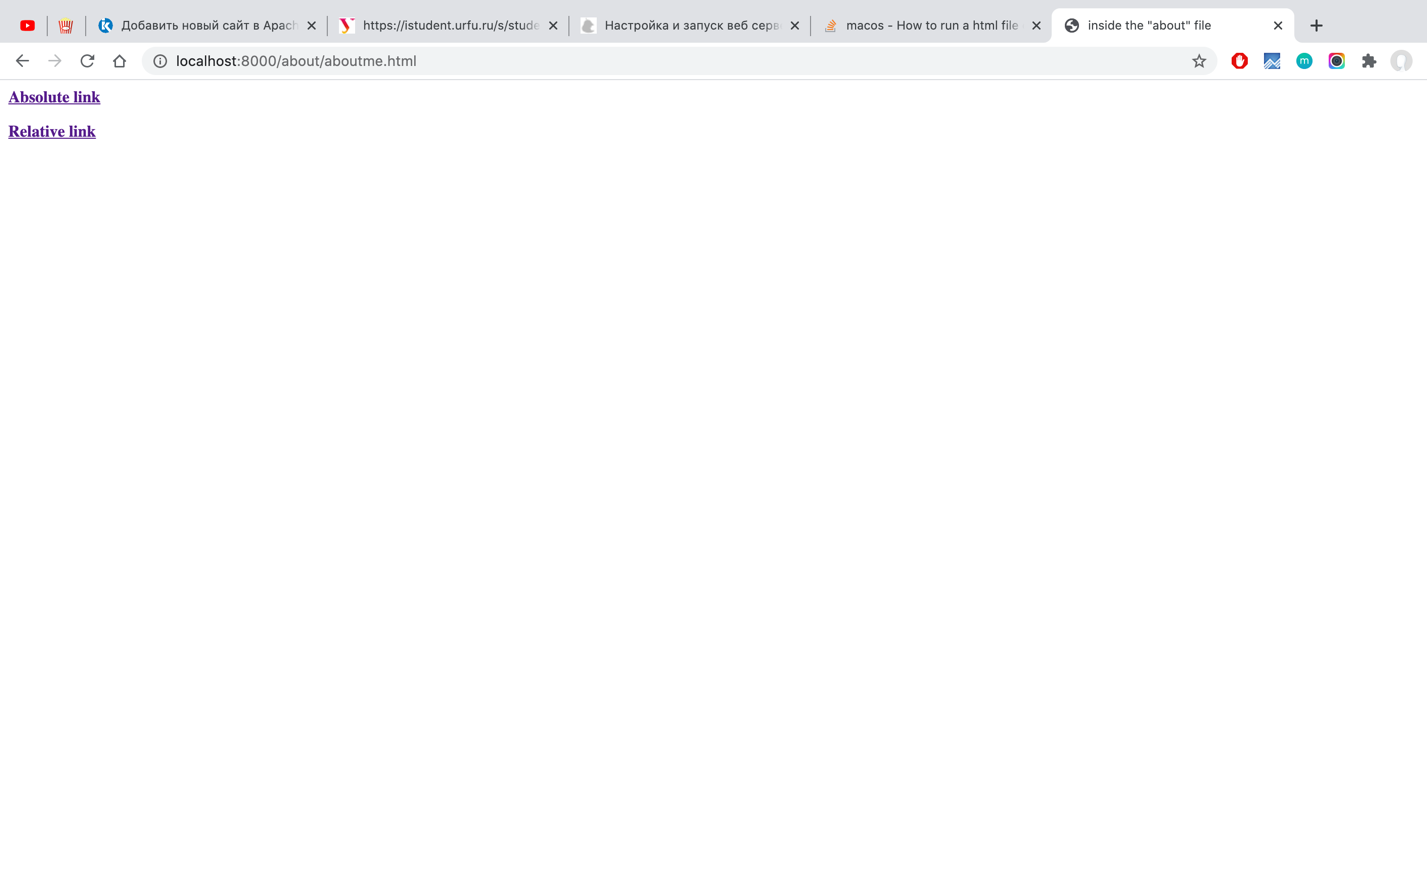 Добавить новый сайт в Apach
https://istudent.urfu.ru/s/stude
Настройка и запуск веб серв
macos - How to run a html file
inside the "about" file
localhost:8000/about/aboutme.html
m
Absolute link
Relative link